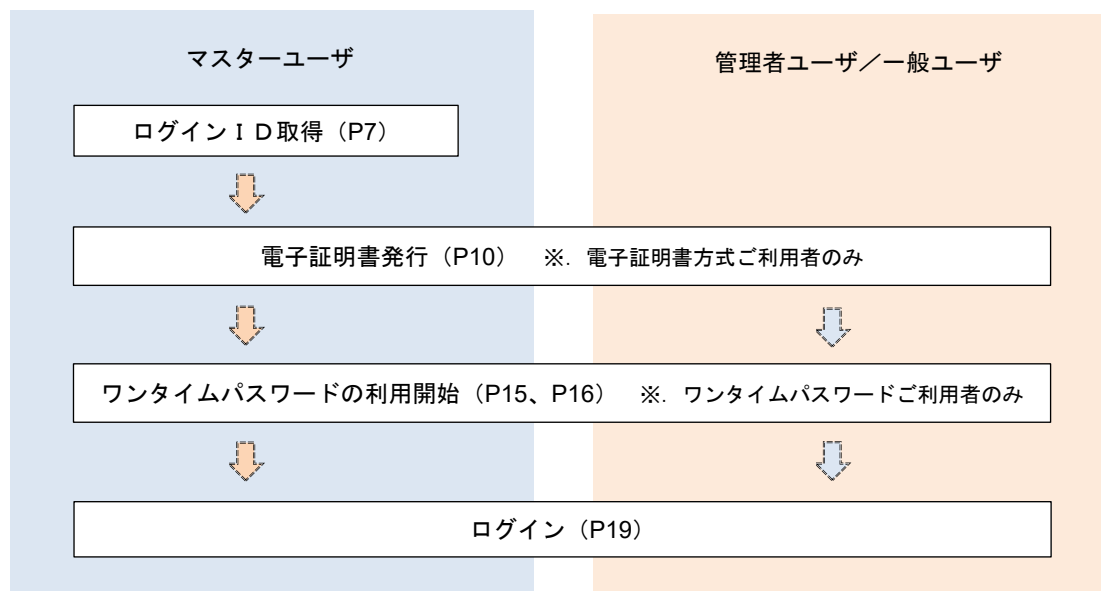 マスターユーザ
管理者ユーザ／一般ユーザ
ログインＩＤ取得（P7）
電子証明書発行（P10）　※. 電子証明書方式ご利用者のみ
ワンタイムパスワードの利用開始（P15、P16）　※. ワンタイムパスワードご利用者のみ
ログイン（P19）